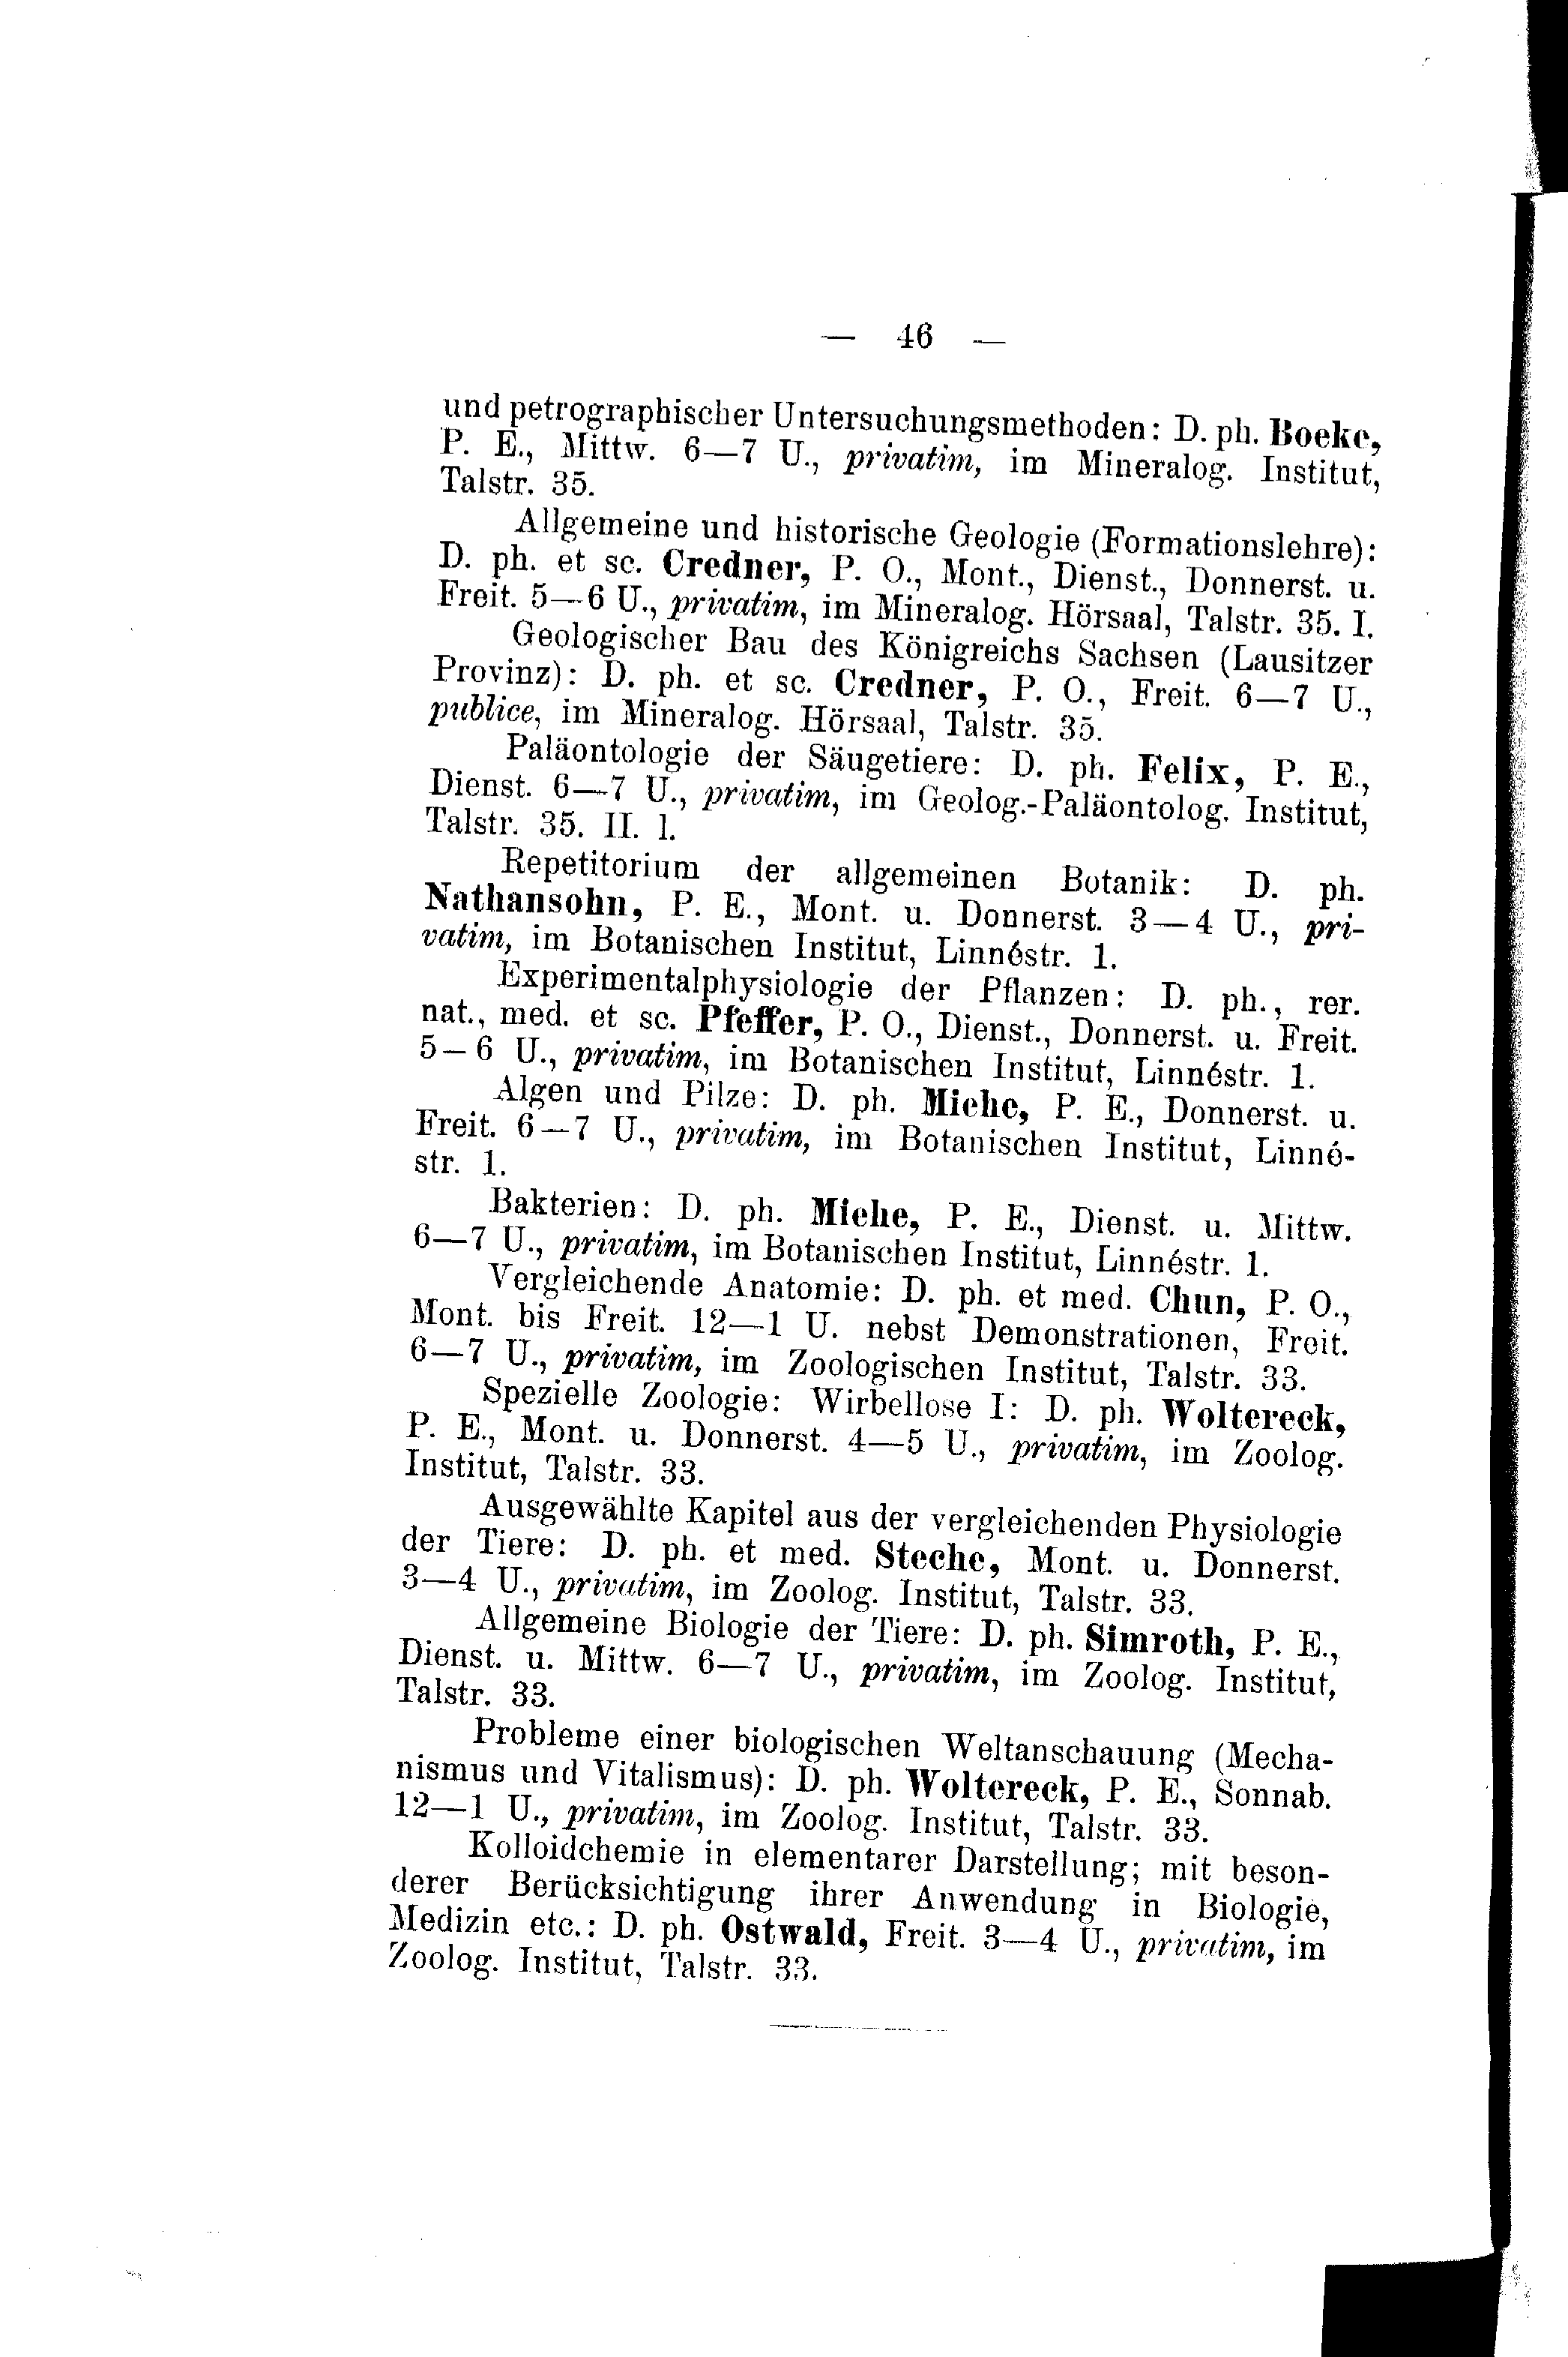 — 46 —
und petrographischer Untersuchungsmethoden: D. ph. Boeke,
P. E., Mittw. 6—7 U., privatim, im Mineralog. Institut,
Talstr. 35.
Allgemeine und historische Geologie (Formationslehre):
D. ph. et sc. Credner, P. O., Mont., Dienst., Donnerst. u.
Freit. 5—6 U., privatim, im Mineralog. Hörsaal, Talstr. 35. I.
Geologischer Bau des Königreichs Sachsen (Lausitzer
Provinz): D. ph. et sc. Credner, P. O., Freit. 6—7 U.,
publice, im Mineralog. Hörsaal, Talstr. 35.
Paläontologie der Säugetiere: D. ph. Felix, P. E.,
Dienst. 6—7 U., privatim, im Geolog.-Paläontolog. Institut,
Talstr. 35. II. l.
Repetitorium der allgemeinen Botanik: D. ph.
Nathansohn, P. E., Mont. u. Donnerst. 3—4 U., pri-
vatim, im Botanischen Institut, Linnéstr. 1.
Experimentalphysiologie der Pflanzen: D. ph., rer.
nat., med. et sc. Pfeffer, P. O., Dienst., Donnerst. u. Freit.
5—6 U., privatim, im Botanischen Institut, Linnéstr. 1.
Algen und Pilze: D. ph. Miehe, P. E., Donnerst. u.
Freit. 6—7 U., privatim, im Botanischen Institut, Linné-
str. 1.
Bakterien: D. ph. Miehe, P. E., Dienst. u. Mittw.
6—7 U., privatim, im Botanischen Institut, Linnéstr. 1.
Vergleichende Anatomie: D. ph. et med. Chun, P. O.,
Mont. bis Freit. 12—1 U. nebst Demonstrationen, Freit.
6—7 U., privatim, im Zoologischen Institut, Talstr. 33.
Spezielle Zoologie: Wirbellose I: D. ph. Woltereck,
P. E., Mont. u. Donnerst. 4—5 U., privatim, im Zoolog.
Institut, Talstr. 33.
Ausgewählte Kapitel aus der vergleichenden Physiologie
der Tiere: D. ph. et med. Steche, Mont. u. Donnerst.
3—4 U., privatim, im Zoolog. Institut, Talstr. 33.
Allgemeine Biologie der Tiere: D. ph. Simroth, P. E.,
Dienst. u. Mittw. 6—7 U., privatim, im Zoolog. Institut,
Talstr. 33.
Probleme einer biologischen Weltanschauung (Mecha-
nismus und Vitalismus): D. ph. Woltereck, P. E., Sonnab.
12—1 U., privatim, im Zoolog. Institut, Talstr. 33.
Kolloidchemie in elementarer Darstellung; mit beson-
derer Berücksichtigung ihrer Anwendung in Biologie,
Medizin etc.: D. ph. Ostwald, Freit. 3—4 U., privatim, im
Zoolog. Institut, Talstr. 33.